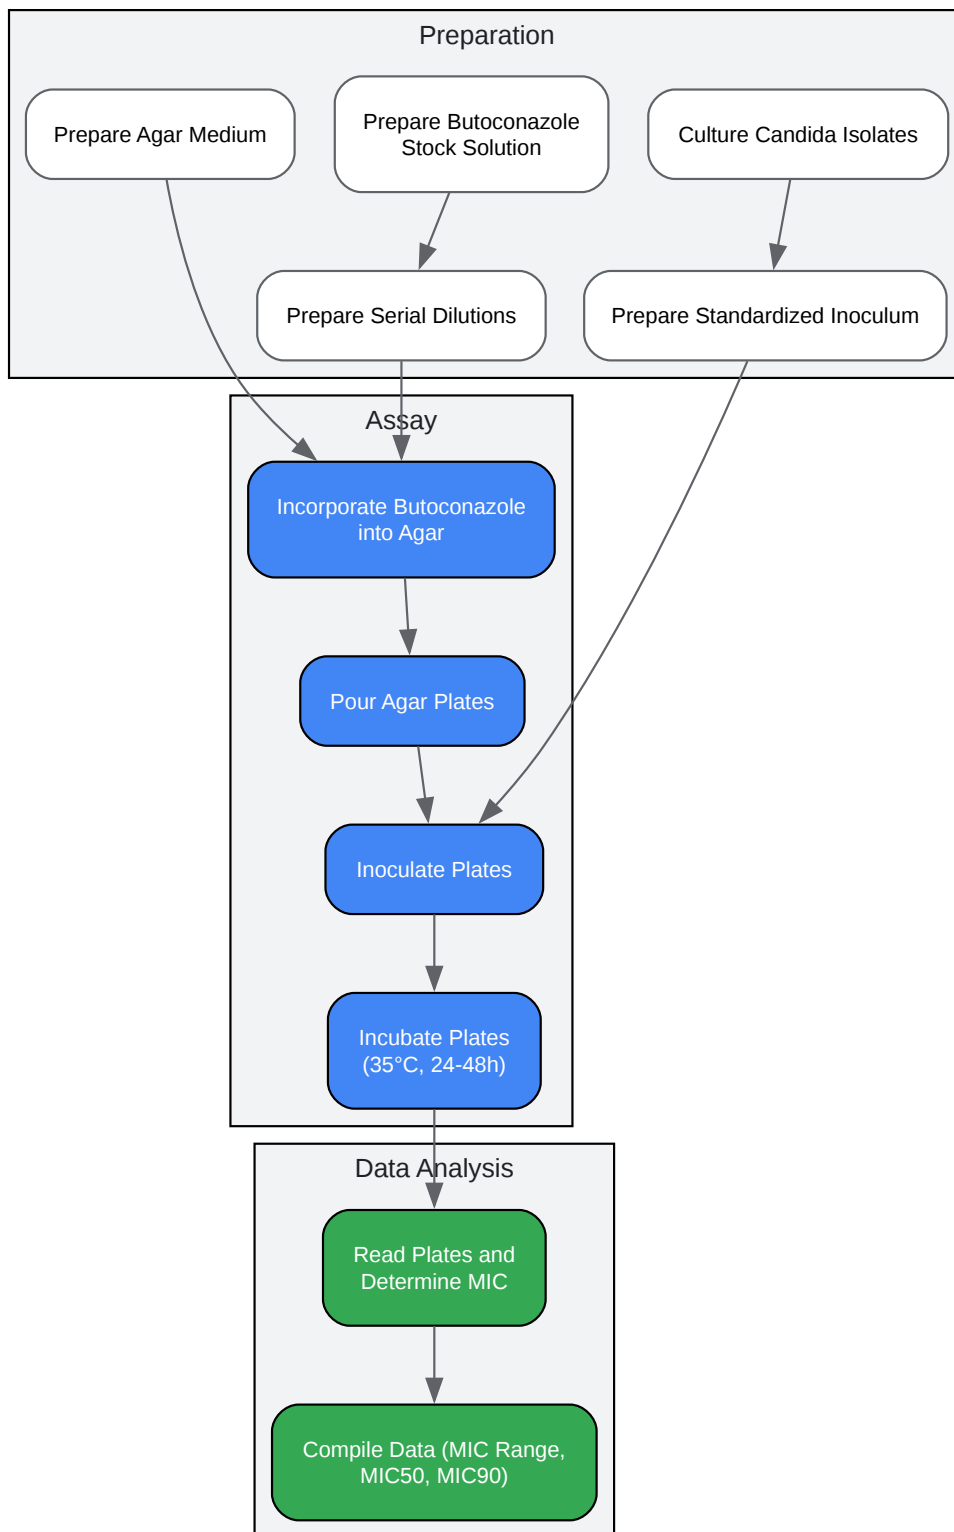 Preparation
Prepare Agar Medium
Prepare Butoconazole
Stock Solution
Culture Candida Isolates
Prepare Serial Dilutions
Prepare Standardized Inoculum
Assay
Incorporate Butoconazole
into Agar
Pour Agar Plates
Inoculate Plates
Incubate Plates
(35°C, 24-48h)
Data Analysis
Read Plates and
Determine MIC
Compile Data (MIC Range,
MIC50, MIC90)